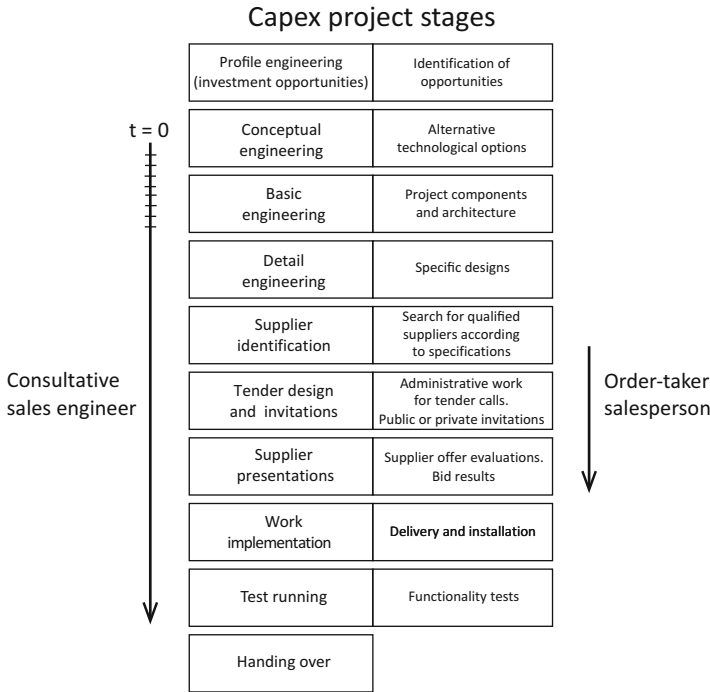 Capex project stages
Profile engineering
(investment opportunities)
Identification of
opportunities
t = 0
Conceptual
engineering
Alternative
technological options
Basic
engineering
Project components
and architecture
Detail
engineering
Specific designs
Supplier
identification
Search for qualified
suppliers according
to specifications
Consultative
sales engineer
Tender design
and invitations
Administrative work
for tender calls.
Public or private invitations
Order-taker
salesperson
Supplier
presentations
Supplier offer evaluations.
Bid results
Work
implementation
Delivery and installation
Test running
Functionality tests
Handing over